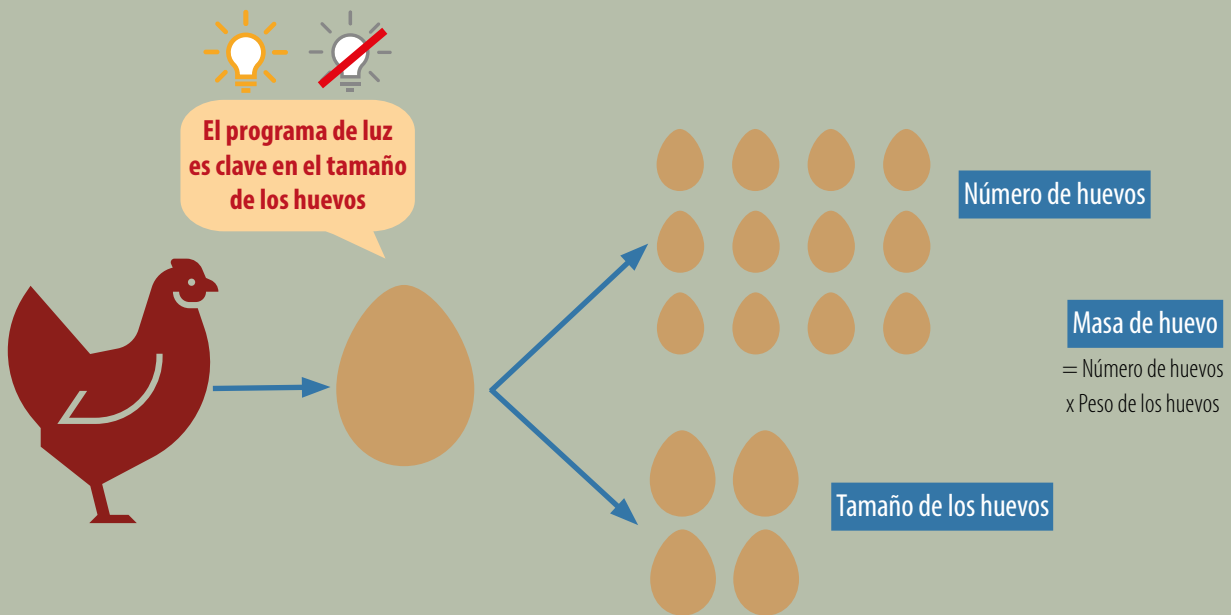 El programa de luz
es clave en el tamaño
de los huevos
Número de huevos
Masa de huevo
= Número de huevos
x Peso de los huevos
Tamaño de los huevos